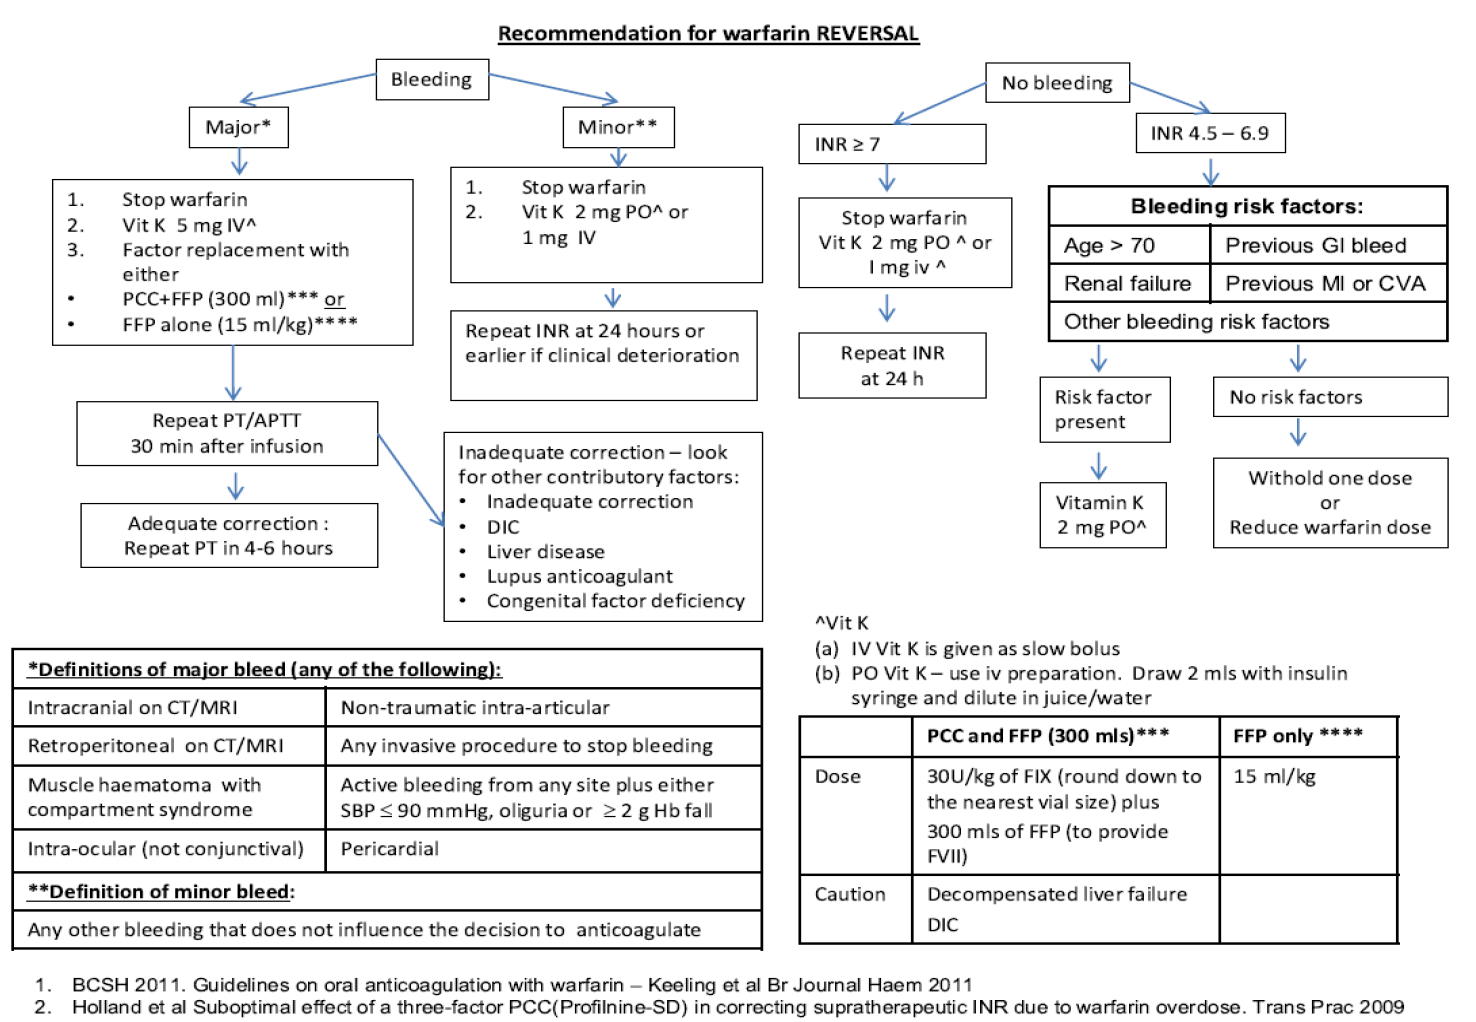 Recommendation for warfarin REVERSAL
Bleeding
Major*
1. Stop warfarin
2. Vit K 5 mg IV^
3. Factor replacement with
either
• PCC+FFP (300 ml)*** or
• FFP alone (15 ml/kg)****
Repeat PT/APTT
30 min after infusion
Adequate correction :
Repeat PT in 4-6 hours
Minor**
1. Stop warfarin
2. Vit K 2 mg PO^ or
1 mg IV
Repeat INR at 24 hours or
earlier if clinical deterioration
Inadequate correction – look
for other contributory factors:
• Inadequate correction
• DIC
• Liver disease
• Lupus anticoagulant
• Congenital factor deficiency
No bleeding
INR ≥ 7
Stop warfarin
Vit K 2 mg PO ^ or
I mg iv ^
Repeat INR
at 24 h
INR 4.5 – 6.9
Bleeding risk factors:
Age > 70 Previous GI bleed
Renal failure Previous MI or CVA
Other bleeding risk factors
Risk factor
present
Vitamin K
2 mg PO^
No risk factors
Withold one dose
or
Reduce warfarin dose
*Definitions of major bleed (any of the following):
Intracranial on CT/MRI Non-traumatic intra-articular
Retroperitoneal on CT/MRI Any invasive procedure to stop bleeding
Muscle haematoma with Active bleeding from any site plus either
compartment syndrome SBP ≤ 90 mmHg, oliguria or ≥ 2 g Hb fall
Intra-ocular (not conjunctival) Pericardial
**Definition of minor bleed:
Any other bleeding that does not influence the decision to anticoagulate
^Vit K
(a) IV Vit K is given as slow bolus
(b) PO Vit K – use iv preparation. Draw 2 mls with insulin
syringe and dilute in juice/water
PCC and FFP (300 mls)*** FFP only ****
Dose 30U/kg of FIX (round down to 15 ml/kg
the nearest vial size) plus
300 mls of FFP (to provide
FVII)
Caution Decompensated liver failure
DIC
1. BCSH 2011. Guidelines on oral anticoagulation with warfarin – Keeling et al Br Journal Haem 2011
2. Holland et al Suboptimal effect of a three-factor PCC(Profilnine-SD) in correcting supratherapeutic INR due to warfarin overdose. Trans Prac 2009